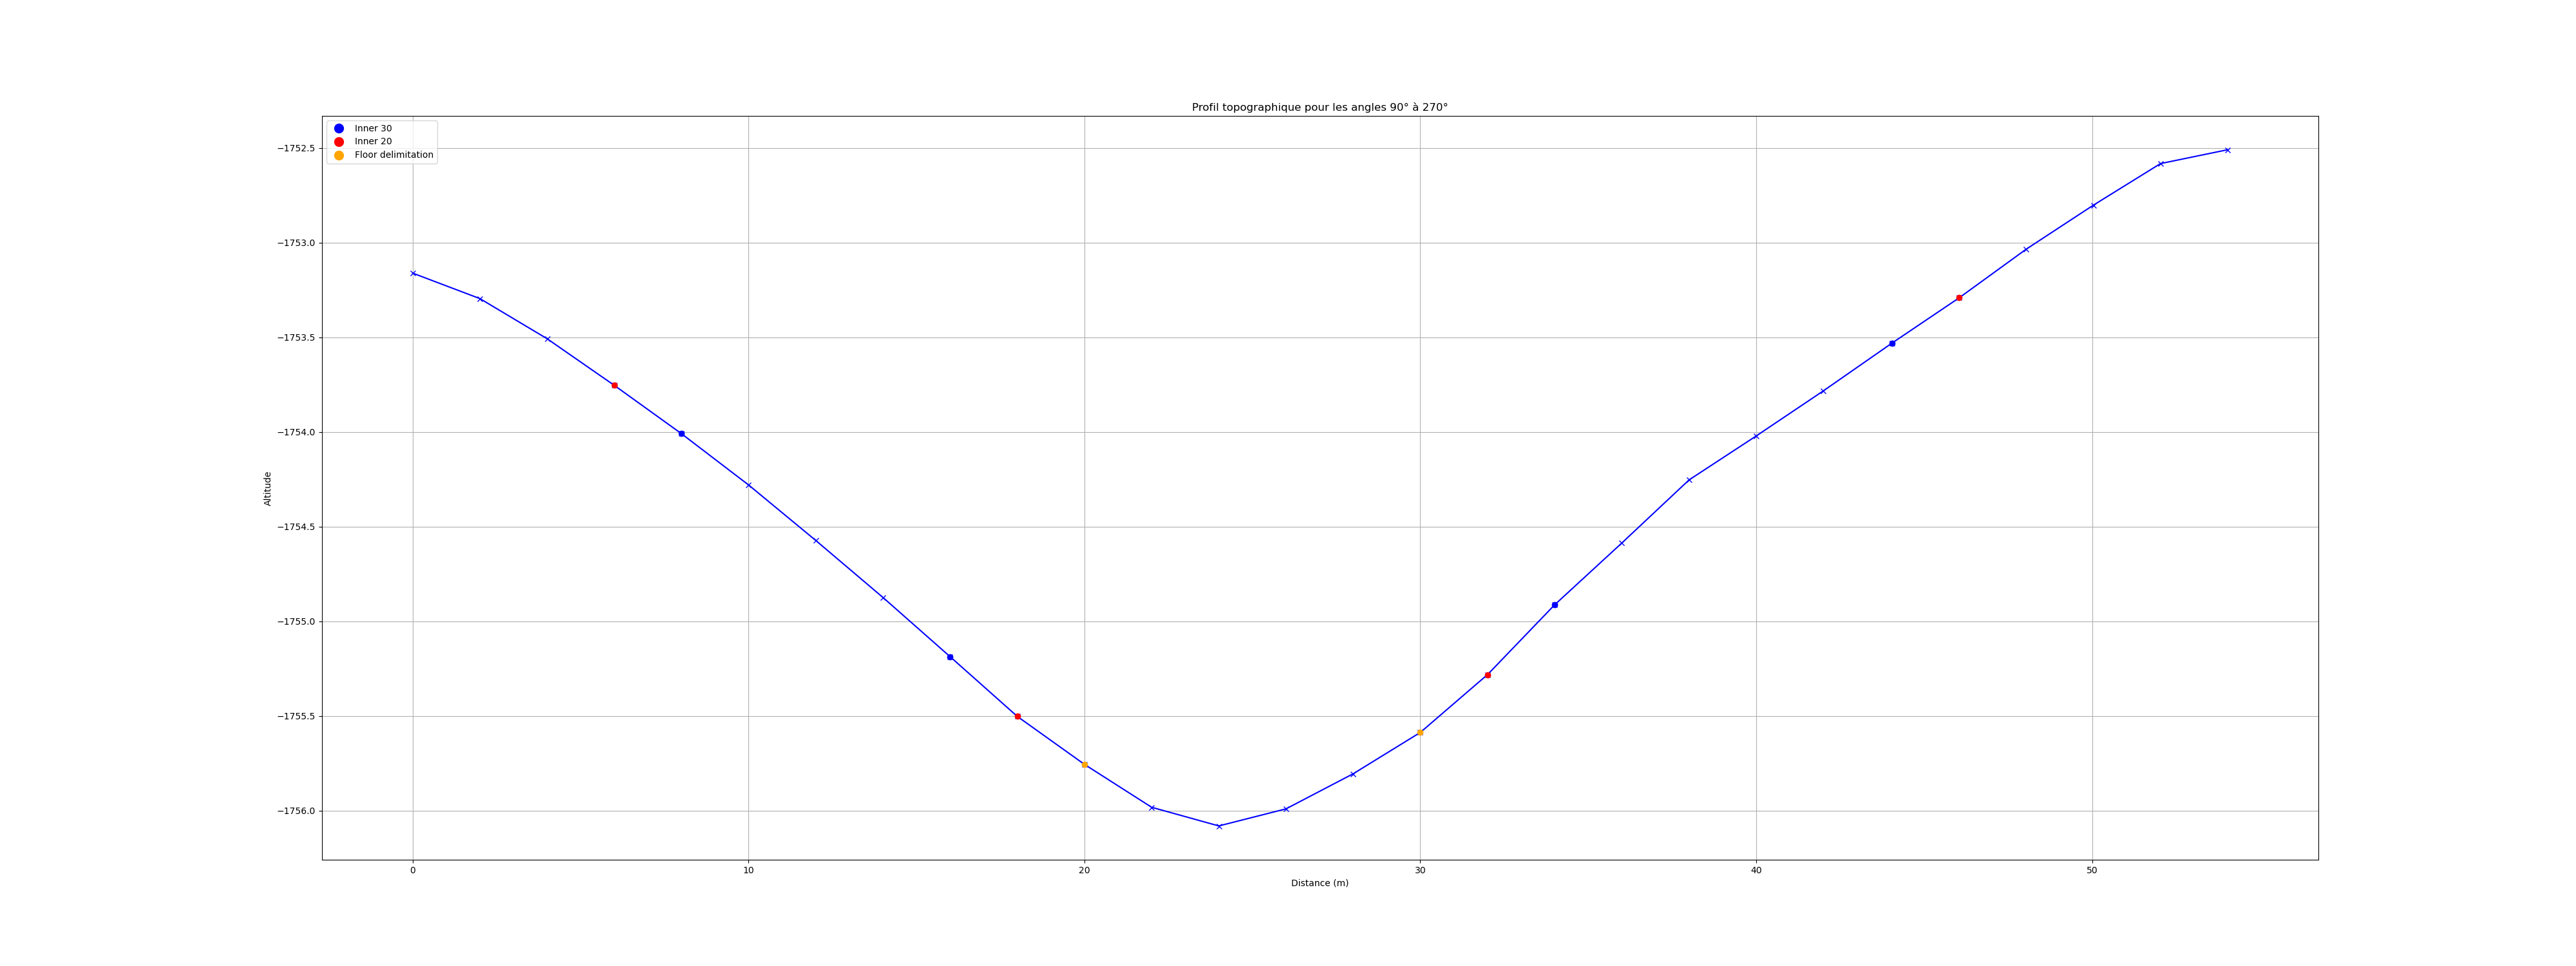 Profil topographique pour les angles 90° à 270°
Inner 30
Inner 20
Floor delimitation
−1752.5
−1753.0
−1753.5
−1754.0
−1754.5
−1755.0
−1755.5
−1756.0
Altitude
0 10 20 30 40 50
Distance (m)